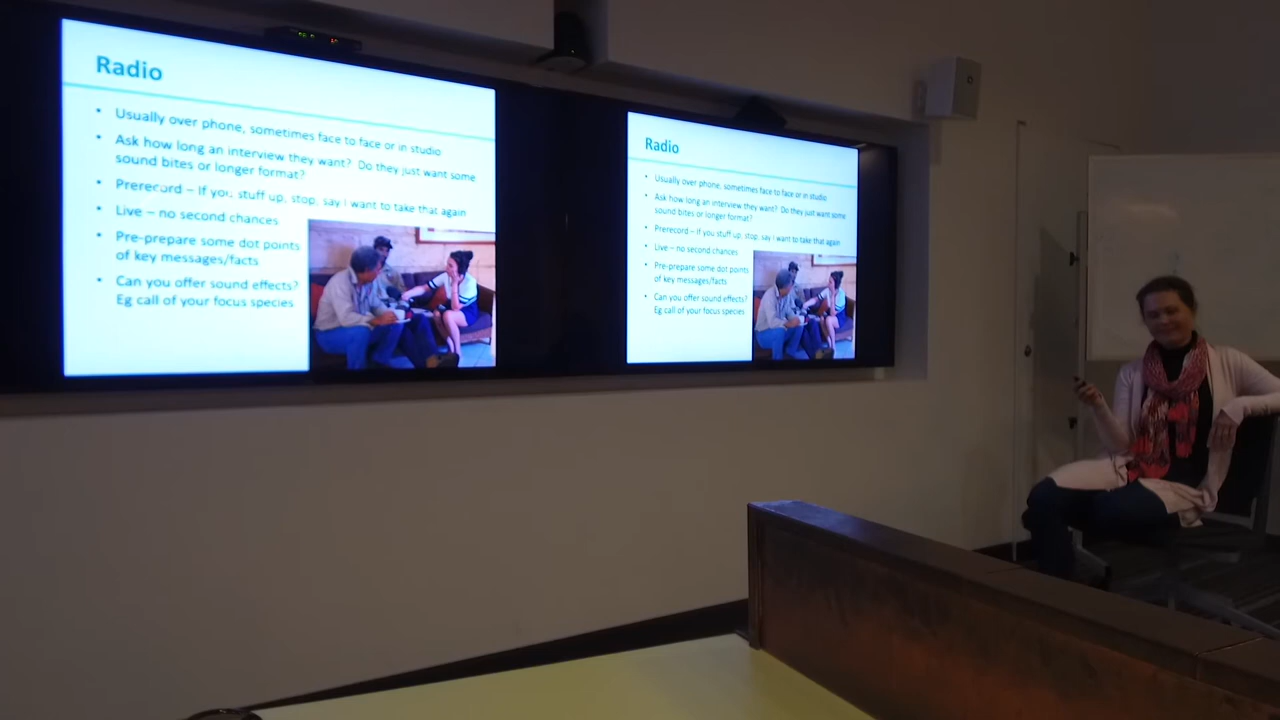 Radio
• Usually over phone, sometimes face to face or in studio
• Ask how long an interview they want? Do they just want some
sound bites or longer format?
• Prerecord – If you stuff up, stop, say I want to take that again
• Live – no second chances
• Pre-prepare some dot points
of key messages/facts
• Can you offer sound effects?
Eg call of your focus species
Radio
• Usually over phone, sometimes face to face or in studio
• Ask how long an interview they want? Do they just want some
sound bites or longer format?
• Prerecord – If you stuff up, stop, say I want to take that again
• Live – no second chances
• Pre-prepare some dot points
of key messages/facts
• Can you offer sound effects?
Eg call of your focus species